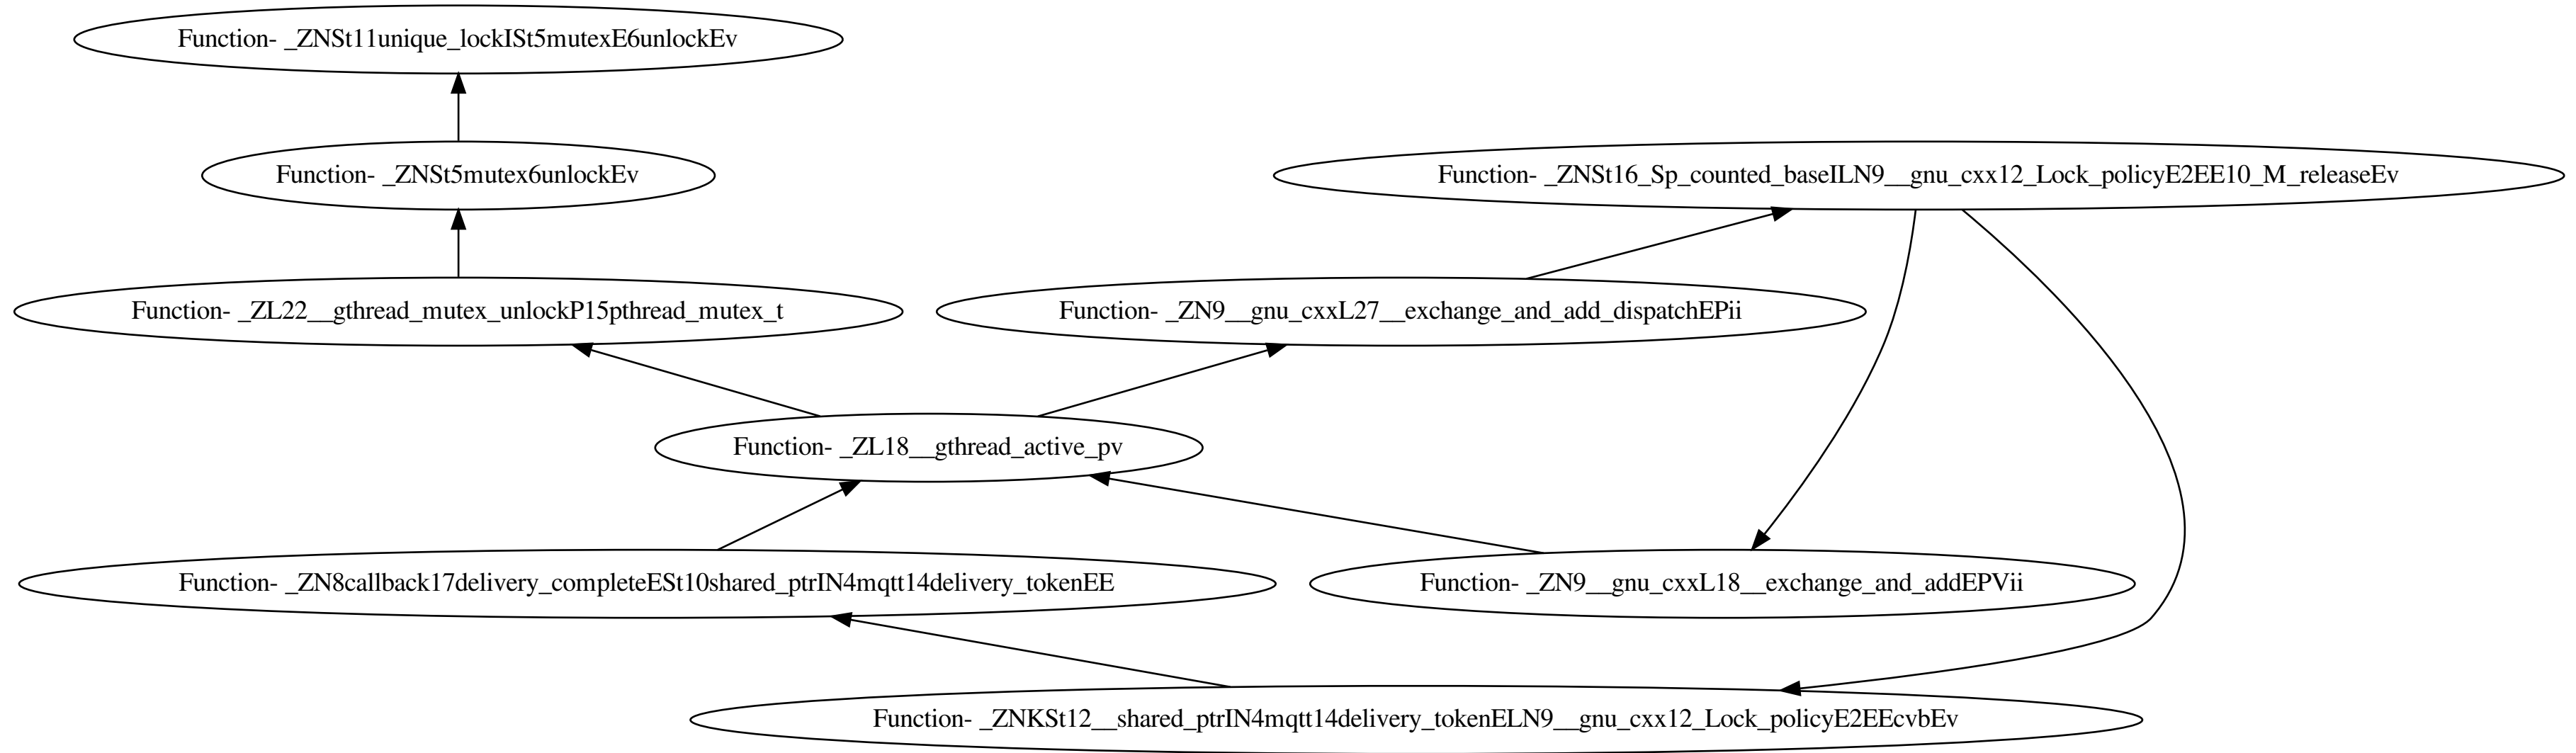 Function- _ZNSt11unique_lockISt5mutexE6unlockEv
Function- _ZNSt5mutex6unlockEv
Function- _ZNSt16_Sp_counted_baseILN9__gnu_cxx12_Lock_policyE2EE10_M_releaseEv
Function- _ZL22__gthread_mutex_unlockP15pthread_mutex_t
Function- _ZN9__gnu_cxxL27__exchange_and_add_dispatchEPii
Function- _ZL18__gthread_active_pv
Function- _ZN8callback17delivery_completeESt10shared_ptrIN4mqtt14delivery_tokenEE
Function- _ZN9__gnu_cxxL18__exchange_and_addEPVii
Function- _ZNKSt12__shared_ptrIN4mqtt14delivery_tokenELN9__gnu_cxx12_Lock_policyE2EEcvbEv